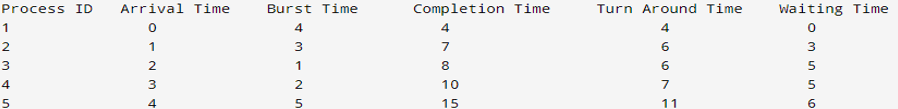 Process ID Arrival Time Burst Time Completion Time Turn Around Time Waiting Time
1 0 4 4 4 0
2 1 3 7 6 3
3 2 1 8 6 5
4 3 2 10 7 5
5 4 5 15 11 6